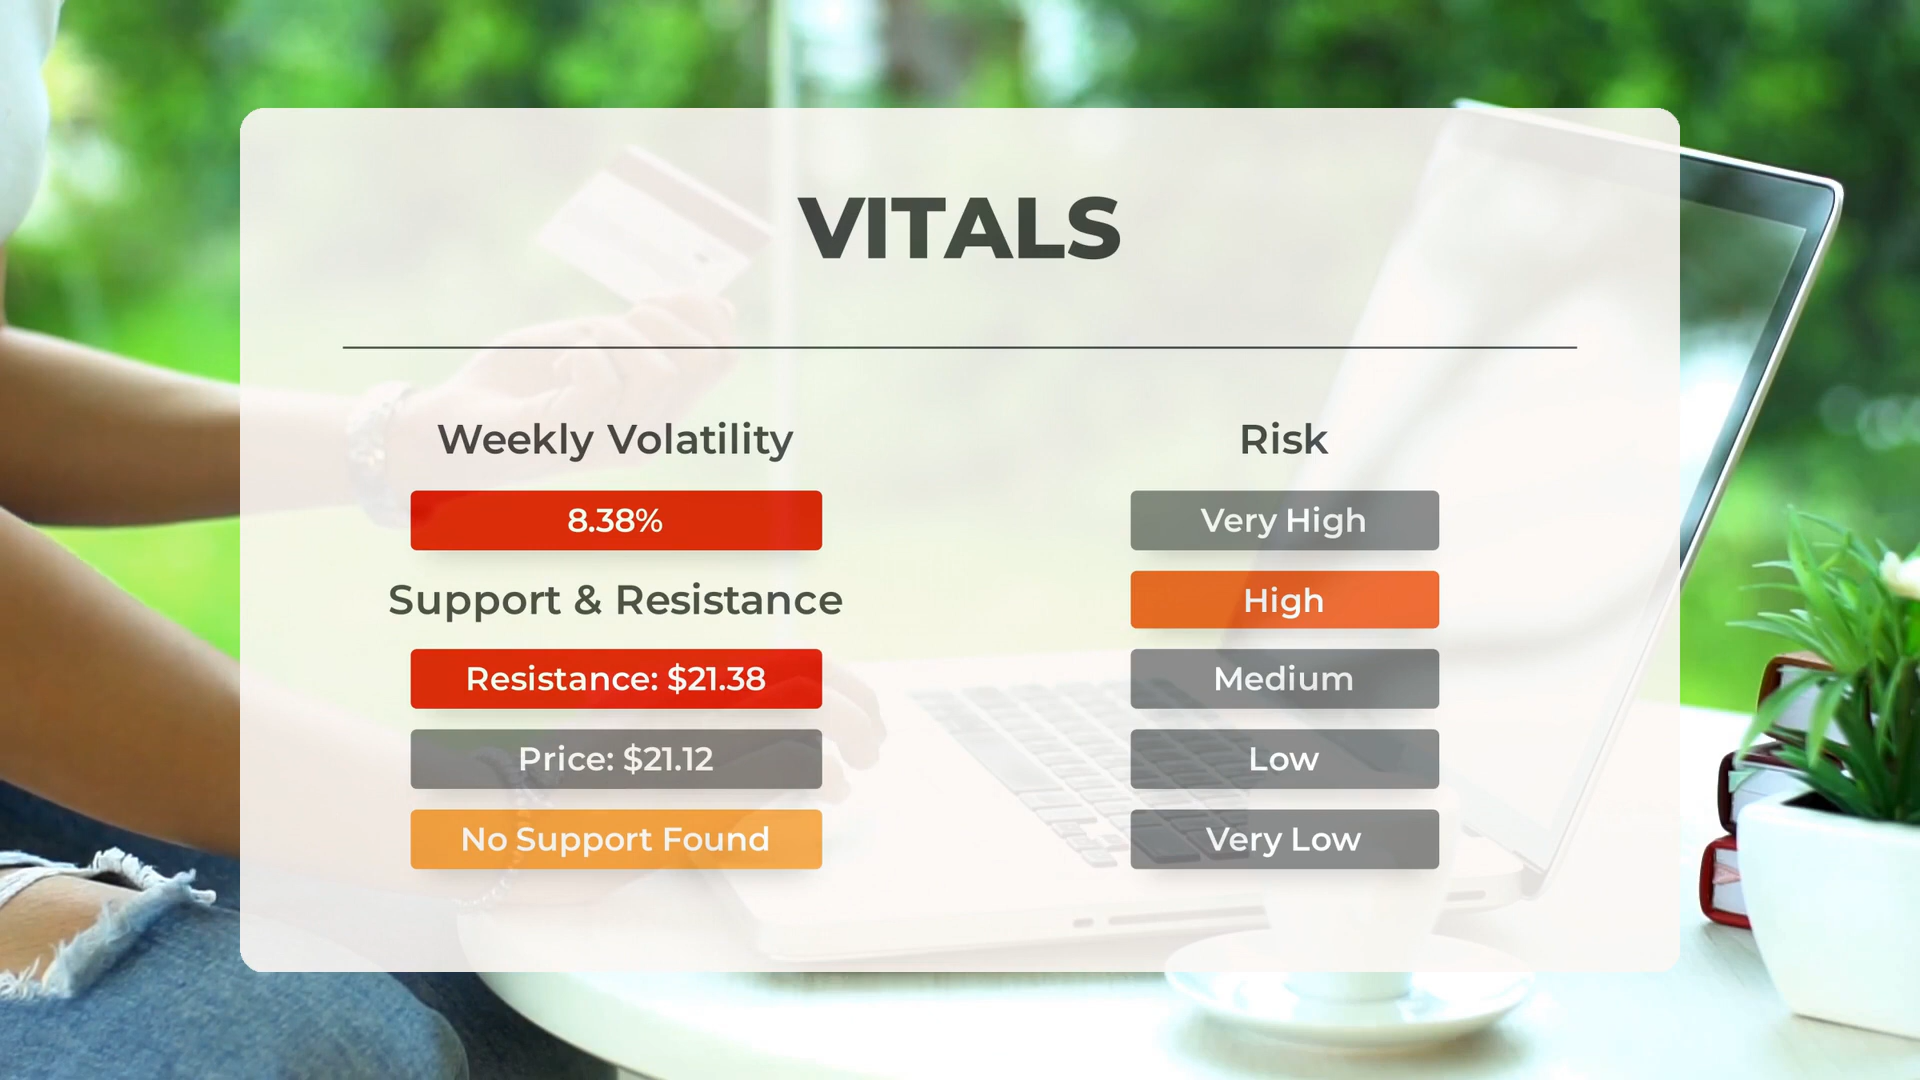 VITALS
Weekly Volatility
8.38%
Support & Resistance
Resistance: $21.38
Price: $21.12
No Support Found
Risk
Very High
High
Medium
Low
Very Low